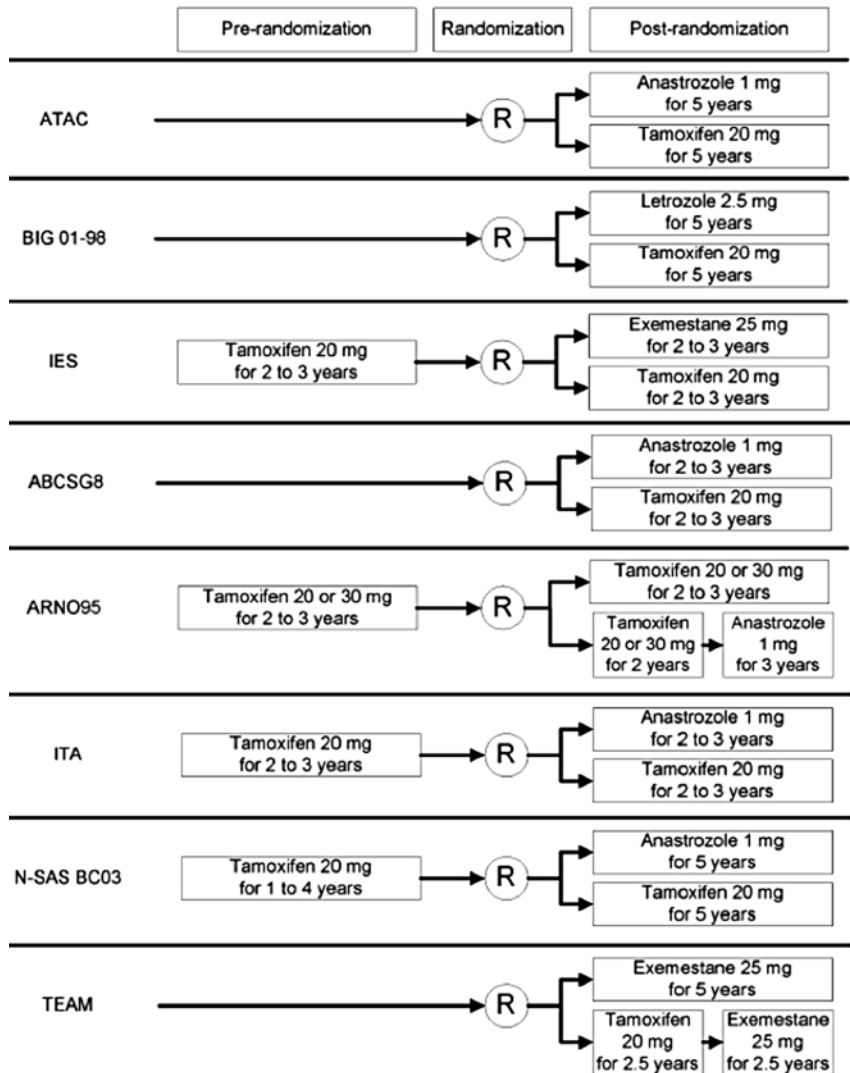 Pre-randomization
Randomization
Post-randomization
ATAC
R
Anastrozole 1 mg
for 5 years
Tamoxifen 20 mg
for 5 years
BIG 01-98
R
Letrozole 2.5 mg
for 5 years
Tamoxifen 20 mg
for 5 years
IES
Tamoxifen 20 mg
for 2 to 3 years
R
Exemestane 25 mg
for 2 to 3 years
Tamoxifen 20 mg
for 2 to 3 years
ABCSG8
R
Anastrozole 1 mg
for 2 to 3 years
Tamoxifen 20 mg
for 2 to 3 years
ARNO95
Tamoxifen 20 or 30 mg
for 2 to 3 years
R
Tamoxifen 20 or 30 mg
for 2 to 3 years
Tamoxifen
20 or 30 mg
for 2 years
Anastrozole
1 mg
for 3 years
ITA
Tamoxifen 20 mg
for 2 to 3 years
R
Anastrozole 1 mg
for 2 to 3 years
Tamoxifen 20 mg
for 2 to 3 years
N-SAS BC03
Tamoxifen 20 mg
for 1 to 4 years
R
Anastrozole 1 mg
for 5 years
Tamoxifen 20 mg
for 5 years
TEAM
R
Exemestane 25 mg
for 5 years
Tamoxifen
20 mg
for 2.5 years
Exemestane
25 mg
for 2.5 years